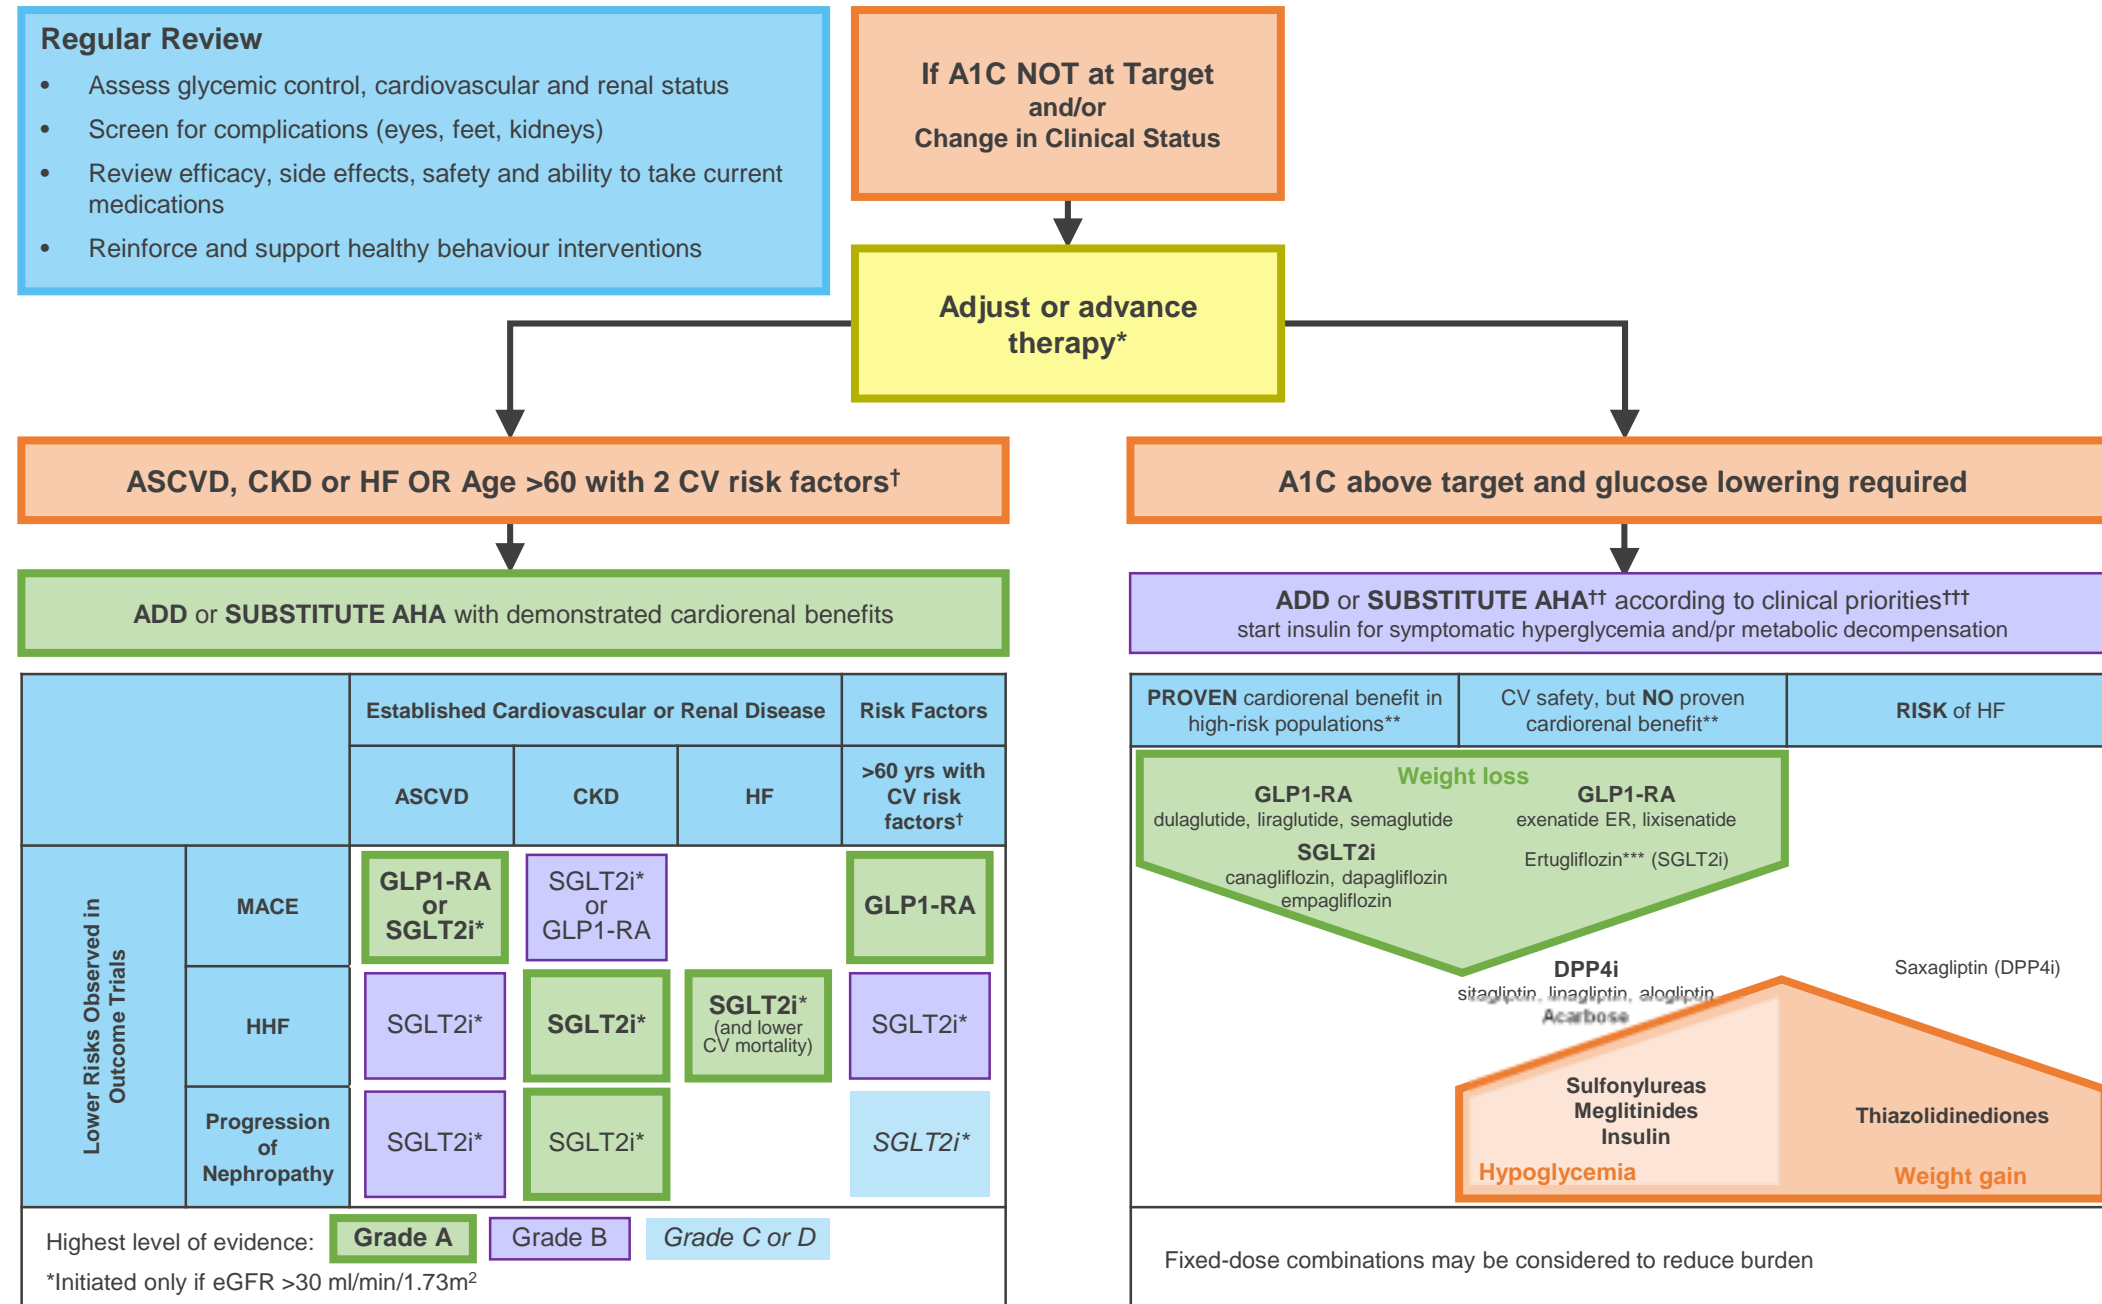 Regular Review
• Assess glycemic control, cardiovascular and renal status
• Screen for complications (eyes, feet, kidneys)
• Review efficacy, side effects, safety and ability to take current
medications
• Reinforce and support healthy behaviour interventions
If A1C NOT at Target
and/or
Change in Clinical Status
Adjust or advance
therapy*
ASCVD, CKD or HF OR Age >60 with 2 CV risk factors†
ADD or SUBSTITUTE AHA with demonstrated cardiorenal benefits
Established Cardiovascular or Renal Disease
Risk Factors
ASCVD
CKD
HF
>60 yrs with
CV risk
factors†
Lower Risks Observed in
Outcome Trials
MACE
GLP1-RA
or
SGLT2i*
SGLT2i*
or
GLP1-RA
GLP1-RA
HHF
SGLT2i*
SGLT2i*
SGLT2i*
(and lower
CV mortality)
SGLT2i*
Progression
of
Nephropathy
SGLT2i*
SGLT2i*
SGLT2i*
Highest level of evidence: Grade A Grade B Grade C or D
*Initiated only if eGFR >30 ml/min/1.73m²
A1C above target and glucose lowering required
ADD or SUBSTITUTE AHA†† according to clinical priorities†††
start insulin for symptomatic hyperglycemia and/pr metabolic decompensation
PROVEN cardiorenal benefit in
high-risk populations**
CV safety, but NO proven
cardiorenal benefit**
RISK of HF
Weight loss
GLP1-RA
dulaglutide, liraglutide, semaglutide
SGLT2i
canagliflozin, dapagliflozin
empagliflozin
GLP1-RA
exenatide ER, lixisenatide
Ertugliflozin*** (SGLT2i)
DPP4i
sitagliptin, linagliptin, alogliptin
Acarbose
Saxagliptin (DPP4i)
Sulfonylureas
Meglitinides
Insulin
Hypoglycemia
Thiazolidinediones
Weight gain
Fixed-dose combinations may be considered to reduce burden